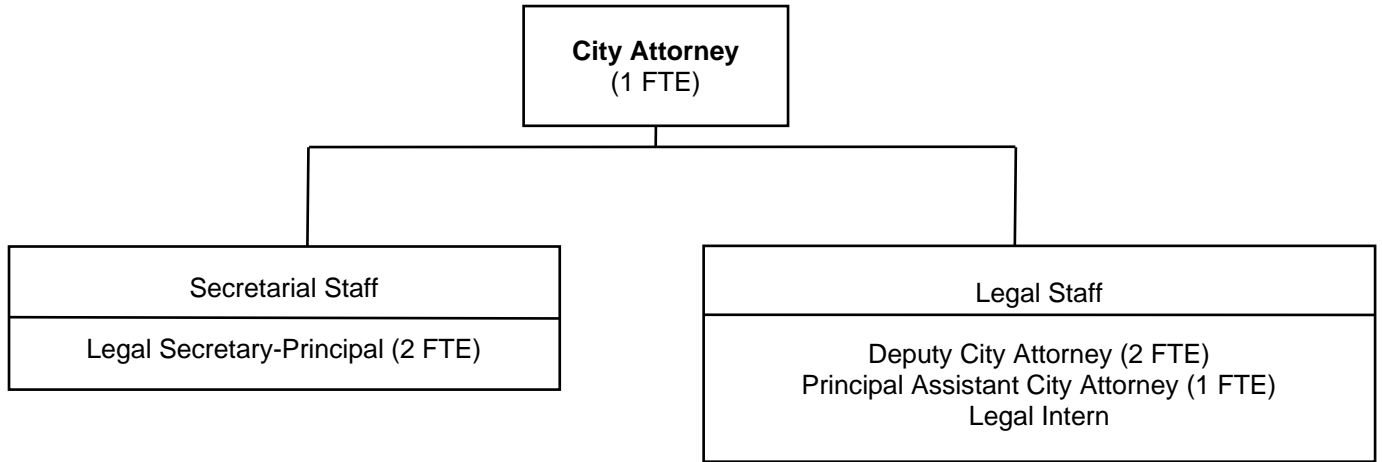 City Attorney
(1 FTE)
Secretarial Staff
Legal Secretary-Principal (2 FTE)
Legal Staff
Deputy City Attorney (2 FTE)
Principal Assistant City Attorney (1 FTE)
Legal Intern